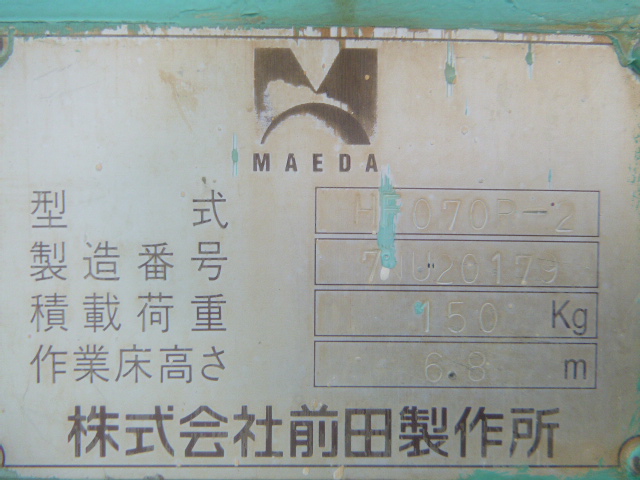 MAEDA
型式
製造番号
積載荷重 150 Kg
作業床高さ 6.8 m
株式会社前田製作所